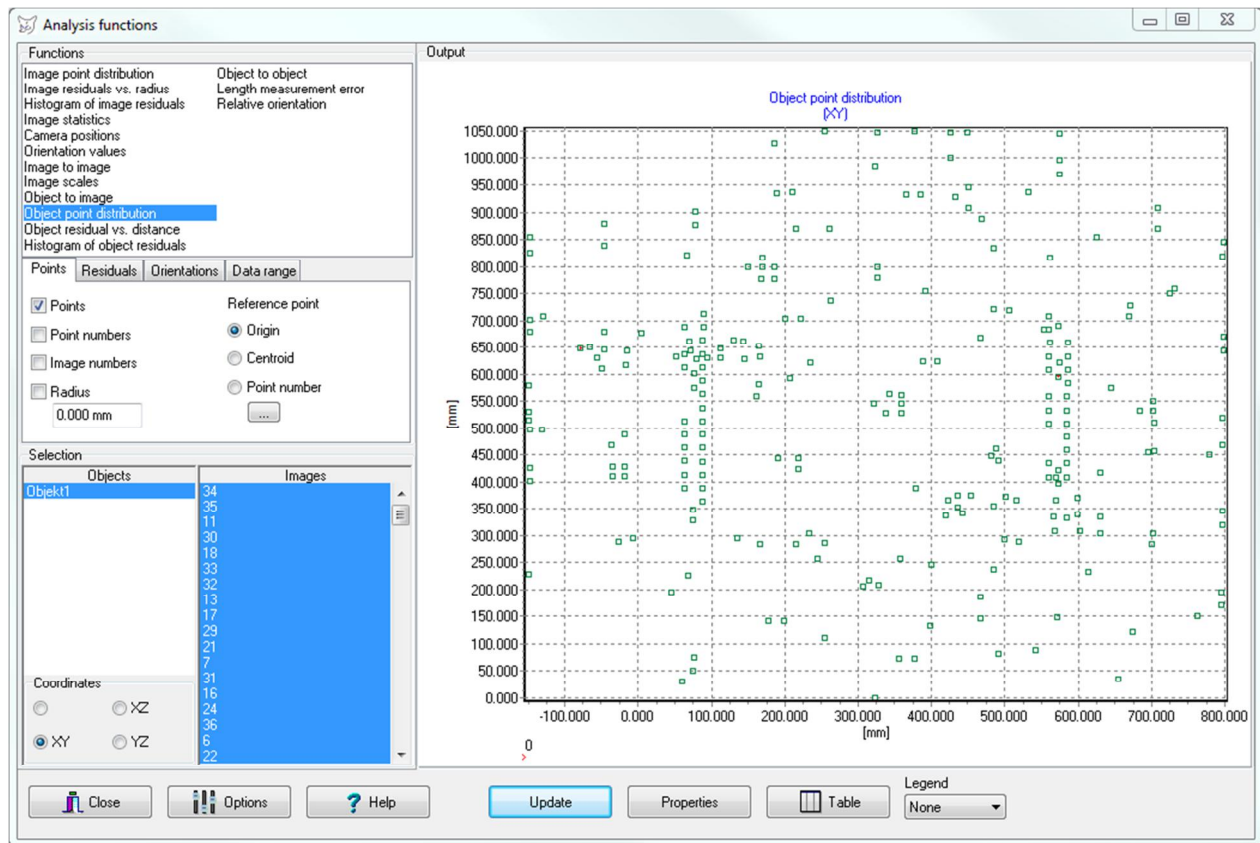 Analysis functions
Functions
Image point distribution
Image residuals vs. radius
Histogram of image residuals
Image statistics
Camera positions
Orientation values
Image to image
Image scales
Object to image
Object point distribution
Object residual vs. distance
Histogram of object residuals
Object to object
Length measurement error
Relative orientation
Points Residuals Orientations Data range
Points
Point numbers
Image numbers
Radius
0.000 mm
Reference point
Origin
Centroid
Point number
...
Selection
Objects
Objekt1
Images
34
35
11
30
18
33
32
13
17
29
21
7
31
16
24
36
6
22
Coordinates
XZ
XY YZ
Output
Object point distribution
(XY)
1050.000
1000.000
950.000
900.000
850.000
800.000
750.000
700.000
650.000
600.000
550.000
500.000
450.000
400.000
350.000
300.000
250.000
200.000
150.000
100.000
50.000
0.000
[mm]
-100.000 0.000 100.000 200.000 300.000 400.000 500.000 600.000 700.000 800.000
[mm]
0
>
Close Options ? Help Update Properties Table
Legend
None